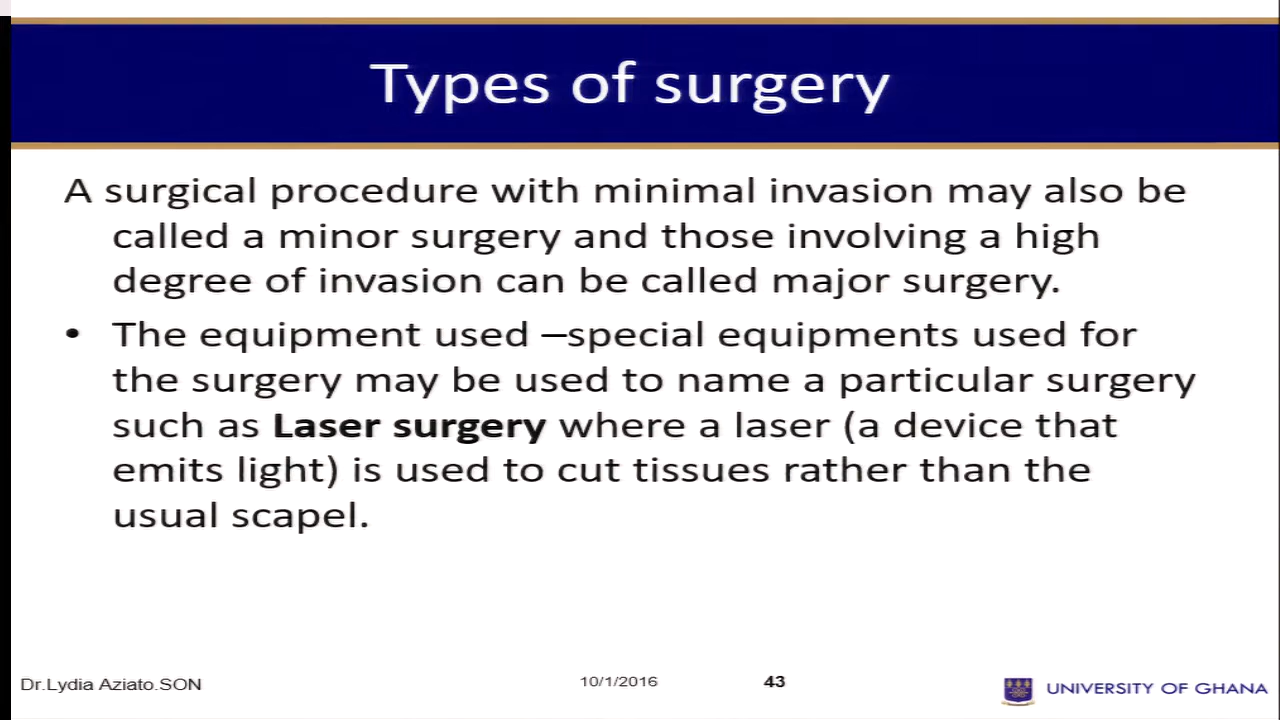 Types of surgery
A surgical procedure with minimal invasion may also be
called a minor surgery and those involving a high
degree of invasion can be called major surgery.
• The equipment used –special equipments used for
the surgery may be used to name a particular surgery
such as Laser surgery where a laser (a device that
emits light) is used to cut tissues rather than the
usual scapel.
Dr.Lydia Aziato.SON
10/1/2016
43
UNIVERSITY OF GHANA